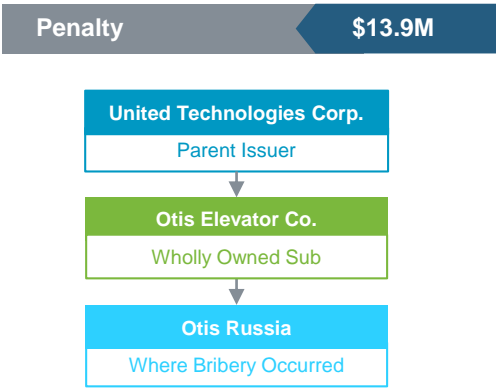 Penalty $13.9M
United Technologies Corp.
Parent Issuer
Otis Elevator Co.
Wholly Owned Sub
Otis Russia
Where Bribery Occurred